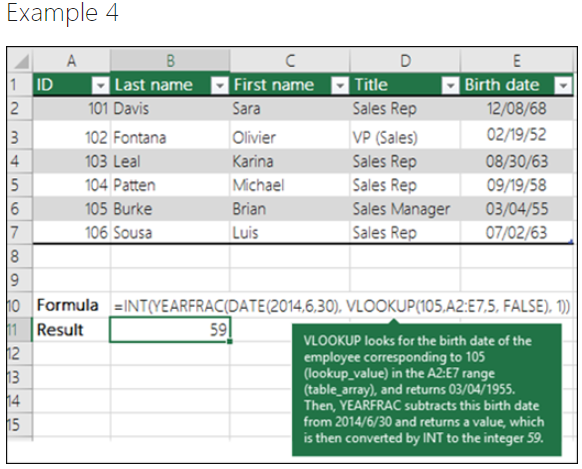 Example 4
A B C D E
1 ID Last name First name Title Birth date
2 101 Davis Sara Sales Rep 12/08/68
3 102 Fontana Olivier VP (Sales) 02/19/52
4 103 Leal Karina Sales Rep 08/30/63
5 104 Patten Michael Sales Rep 09/19/58
6 105 Burke Brian Sales Manager 03/04/55
7 106 Sousa Luis Sales Rep 07/02/63
8
9
10 Formula =INT(YEARFRAC(DATE(2014,6,30), VLOOKUP(105,A2:E7,5, FALSE), 1))
11 Result 59
12
13
14
15
VLOOKUP looks for the birth date of the
employee corresponding to 105
(lookup_value) in the A2:E7 range
(table_array), and returns 03/04/1955.
Then, YEARFRAC subtracts this birth date
from 2014/6/30 and returns a value, which
is then converted by INT to the integer 59.